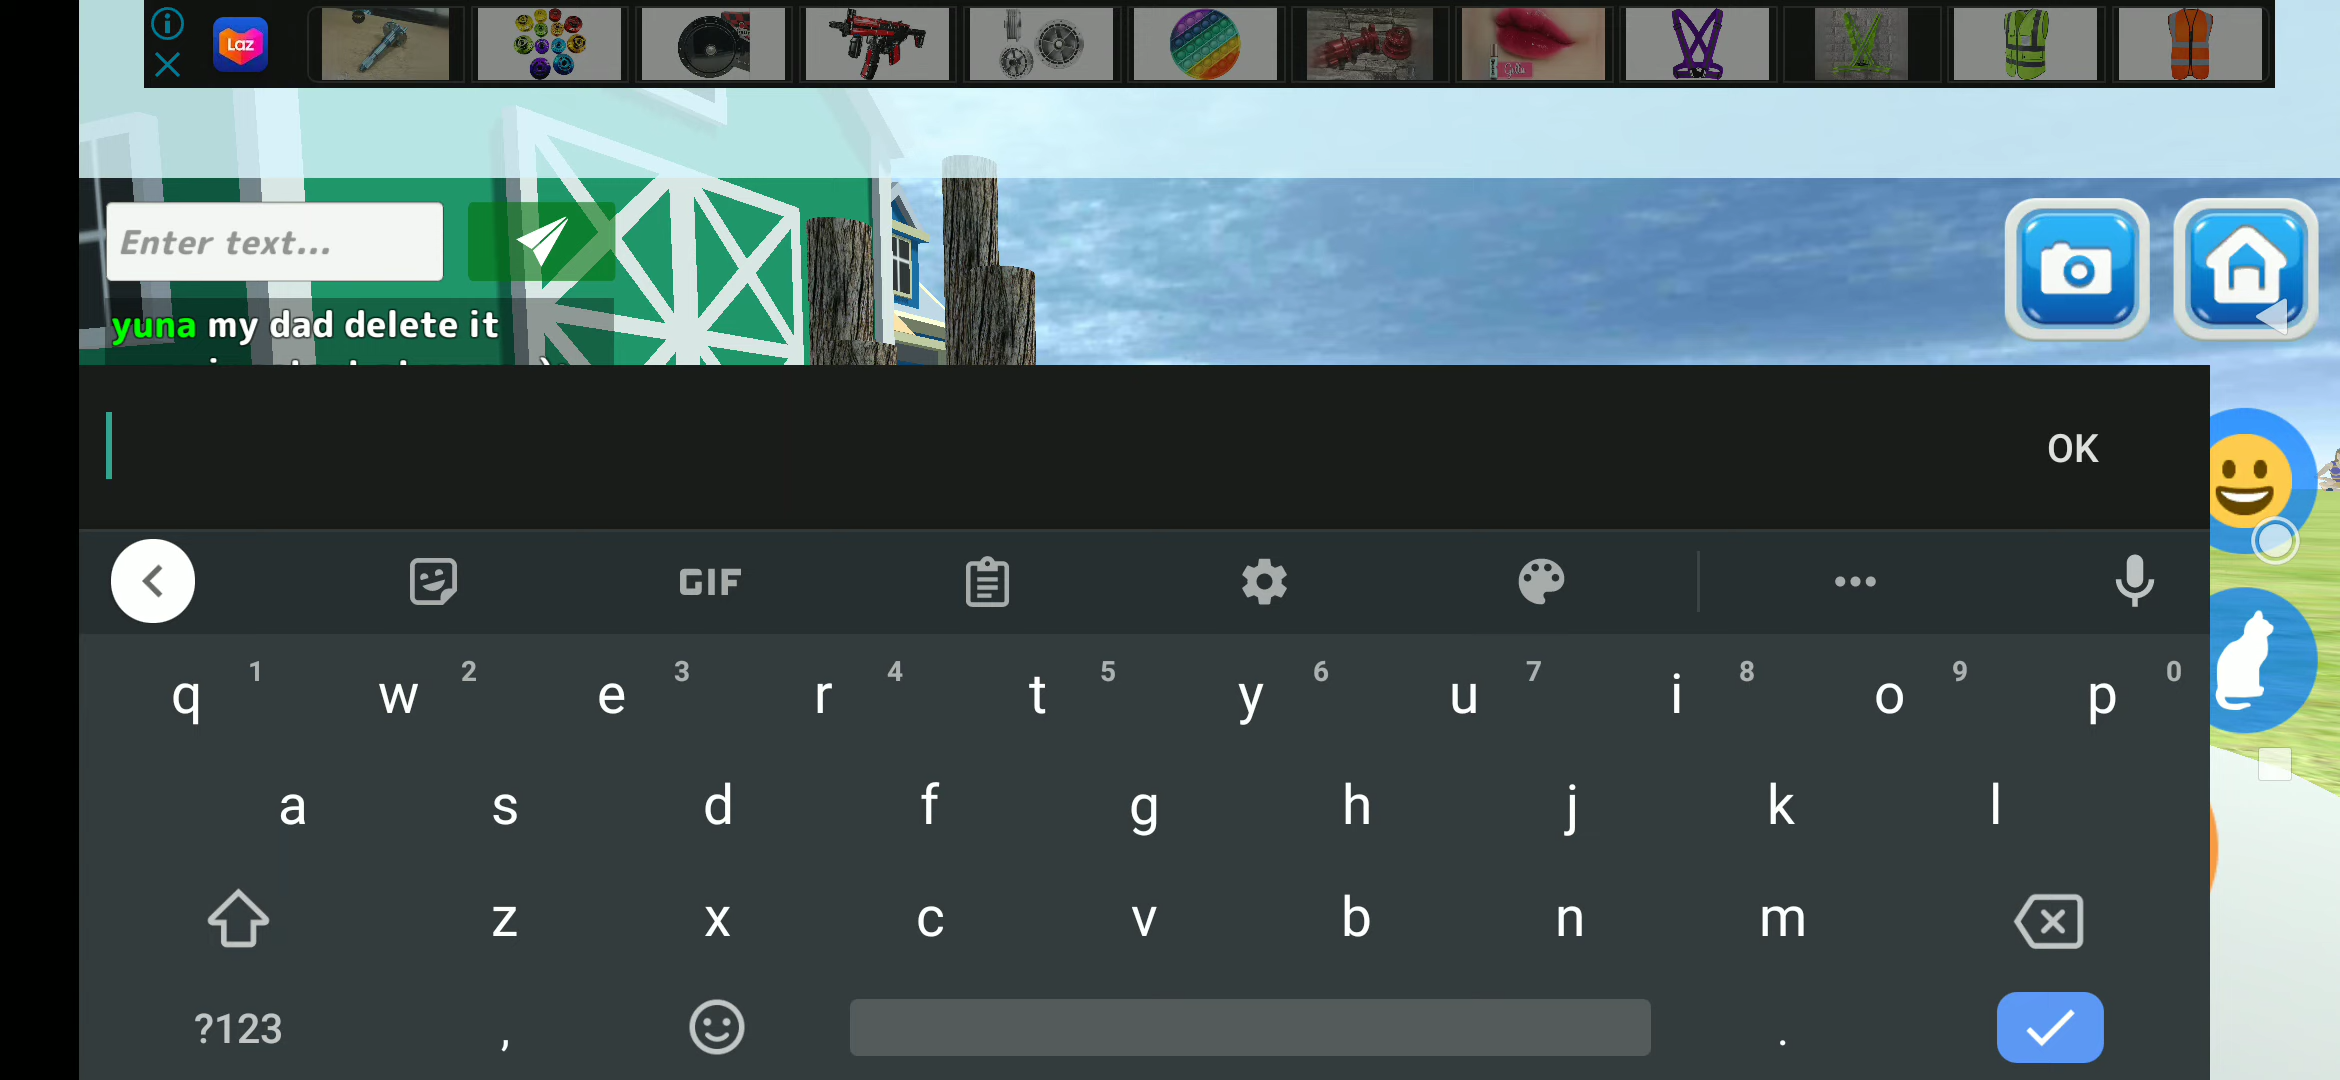 Laz
Girls
Enter text...
yuna my dad delete it
OK
GIF
q 1 w 2 e 3 r 4 t 5 y 6 u 7 i 8 o 9 p 0
a s d f g h j k l
z x c v b n m
?123 , .